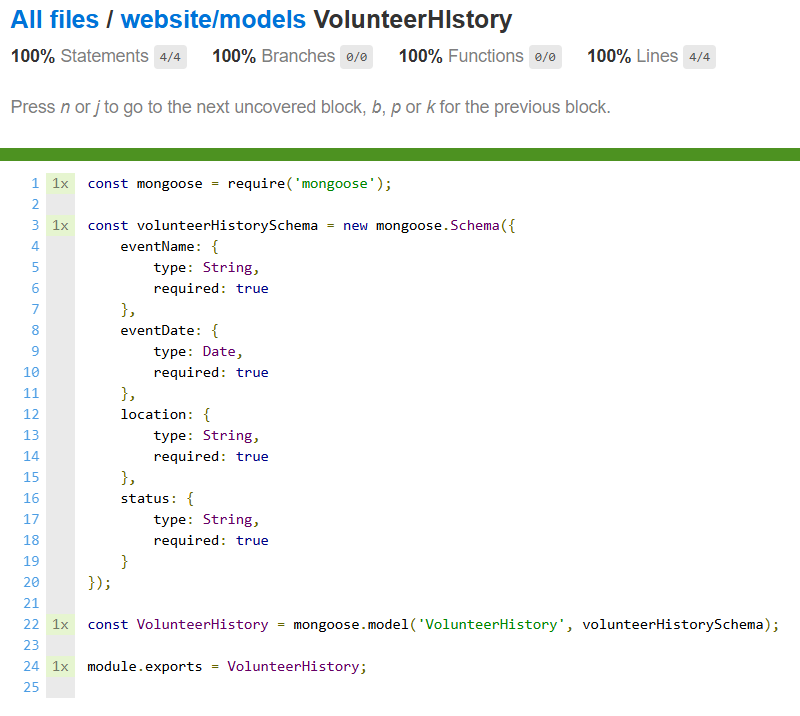 All files / website/models VolunteerHIstory
100% Statements 4/4 100% Branches 0/0 100% Functions 0/0 100% Lines 4/4
Press n or j to go to the next uncovered block, b, p or k for the previous block.
1 1x const mongoose = require('mongoose');
2
3 1x const volunteerHistorySchema = new mongoose.Schema({
4     eventName: {
5         type: String,
6         required: true
7     },
8     eventDate: {
9         type: Date,
10         required: true
11     },
12     location: {
13         type: String,
14         required: true
15     },
16     status: {
17         type: String,
18         required: true
19     }
20 });
21
22 1x const VolunteerHistory = mongoose.model('VolunteerHistory', volunteerHistorySchema);
23
24 1x module.exports = VolunteerHistory;
25